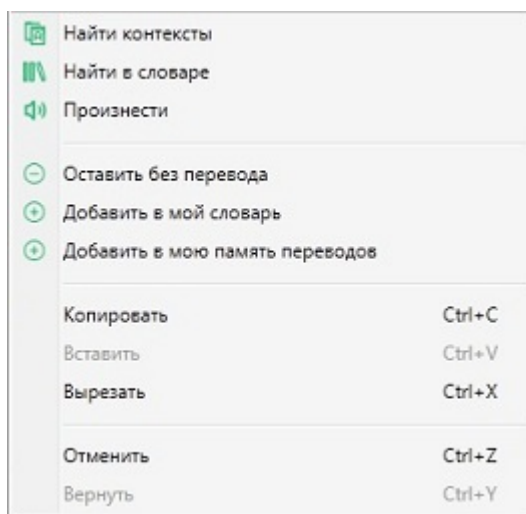 Найти контексты
Найти в словаре
Произнести
Оставить без перевода
Добавить в мой словарь
Добавить в мою память переводов
Копировать Ctrl+C
Вставить Ctrl+V
Вырезать Ctrl+X
Отменить Ctrl+Z
Вернуть Ctrl+Y